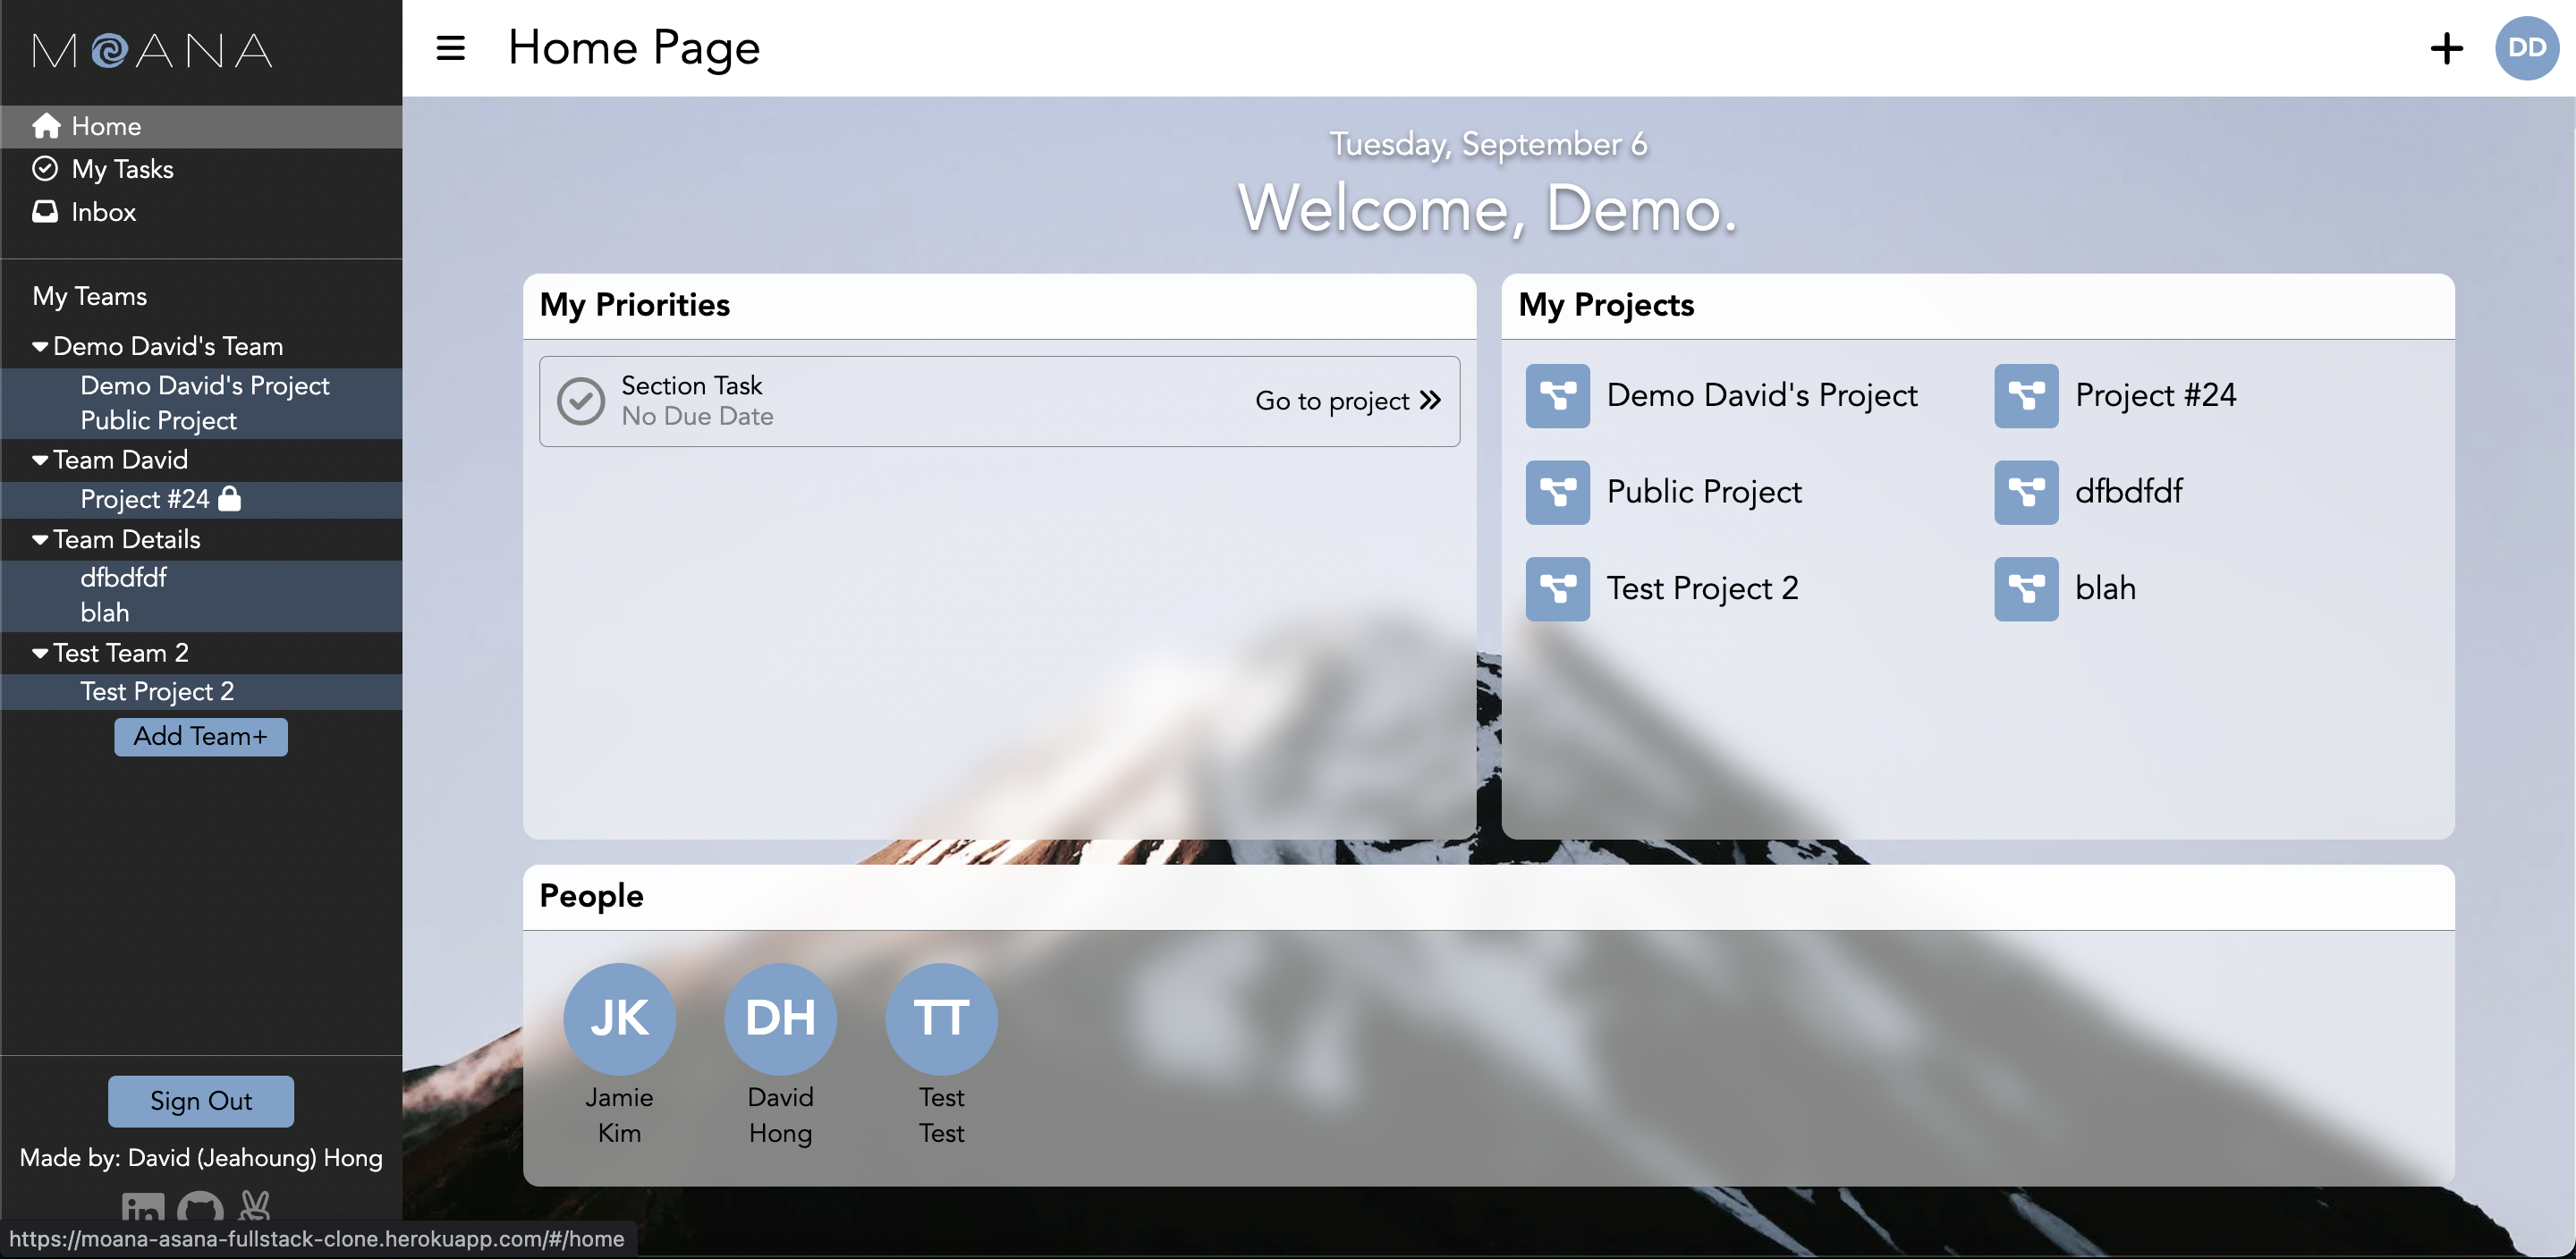 MOANA
Home
My Tasks
Inbox
My Teams
Demo David's Team
Demo David's Project
Public Project
Team David
Project #24
Team Details
dfbdfdf
blah
Test Team 2
Test Project 2
Add Team+
Sign Out
Made by: David (Jeahoung) Hong
in
https://moana-asana-fullstack-clone.herokuapp.com/#/home
Home Page
DD
Tuesday, September 6
Welcome, Demo.
My Priorities
Section Task
No Due Date
Go to project
My Projects
Demo David's Project
Project #24
Public Project
dfbdfdf
Test Project 2
blah
People
JK
DH
TT
Jamie
Kim
David
Hong
Test
Test